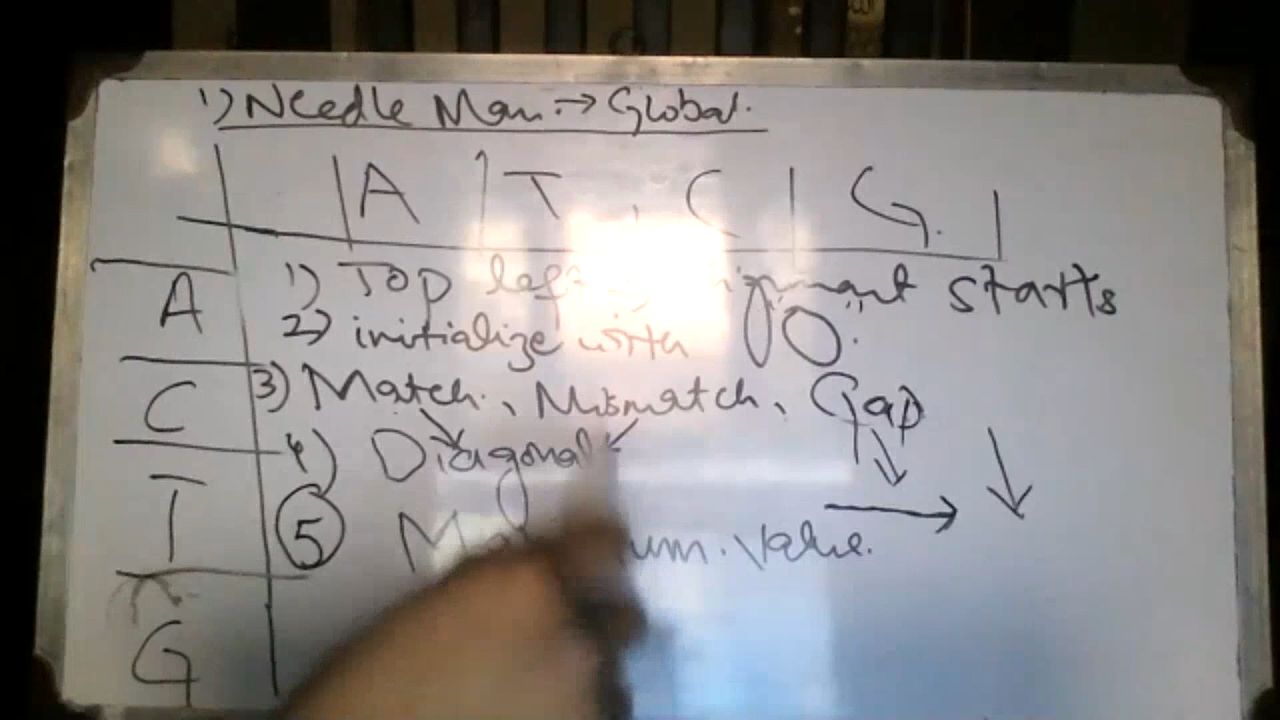 1) Needle Man. → Global.
A T C G.
A
C
T
G
1) Top left starts
2) initialize with 0.
3) Match, Mismatch, Gap
4) Diagonal
5 Value.